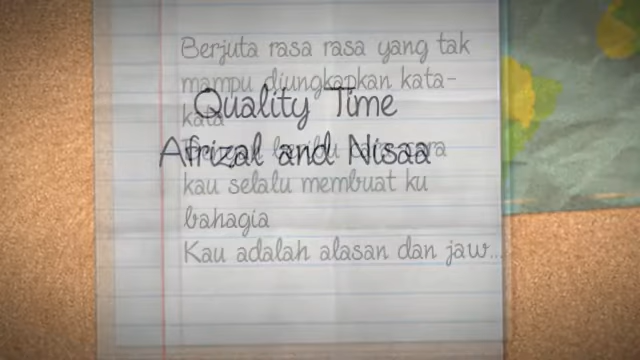 Berjuta rasa rasa yang tak
mampu diungkapkan kata-
kata
Quality Time
Afrizal and Nisaa
kau selalu membuat ku
bahagia
Kau adalah alasan dan jaw...